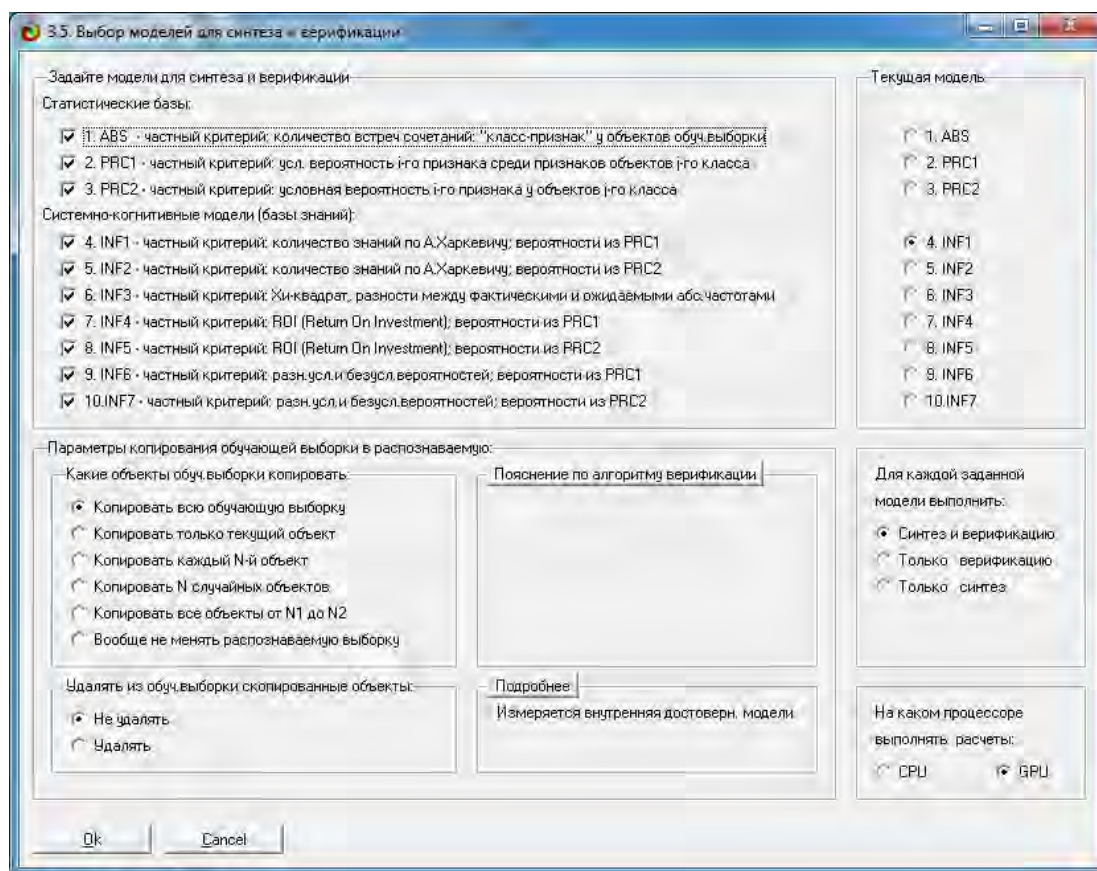 3.5. Выбор моделей для синтеза и верификации
Задайте модели для синтеза и верификации
Статистические базы:
1. ABS - частный критерий: количество встреч сочетаний: "класс-признак" у объектов обуч.выборки
2. PRC1 - частный критерий: усл. вероятность i-го признака среди признаков объектов j-го класса
3. PRC2 - частный критерий: условная вероятность i-го признака у объектов j-го класса
Системно-когнитивные модели (базы знаний):
4. INF1 - частный критерий: количество знаний по А.Харкевичу; вероятности из PRC1
5. INF2 - частный критерий: количество знаний по А.Харкевичу; вероятности из PRC2
6. INF3 - частный критерий: Хи-квадрат, разности между фактическими и ожидаемыми абс.частотами
7. INF4 - частный критерий: ROI (Return On Investment); вероятности из PRC1
8. INF5 - частный критерий: ROI (Return On Investment); вероятности из PRC2
9. INF6 - частный критерий: разн.усл.и безусл.вероятностей; вероятности из PRC1
10.INF7 - частный критерий: разн.усл.и безусл.вероятностей; вероятности из PRC2
Текущая модель
1. ABS
2. PRC1
3. PRC2
4. INF1
5. INF2
6. INF3
7. INF4
8. INF5
9. INF6
10.INF7
Параметры копирования обучающей выборки в распознаваемую:
Какие объекты обуч.выборки копировать:
Копировать всю обучающую выборку
Копировать только текущий объект
Копировать каждый N-й объект
Копировать N случайных объектов
Копировать все объекты от N1 до N2
Вообще не менять распознаваемую выборку
Пояснение по алгоритму верификации
Удалять из обуч.выборки скопированные объекты:
Не удалять
Удалять
Подробнее
Измеряется внутренняя достоверн. модели
Для каждой заданной
модели выполнить:
Синтез и верификацию
Только верификацию
Только синтез
На каком процессоре
выполнять расчеты:
CPU GPU
Ok Cancel